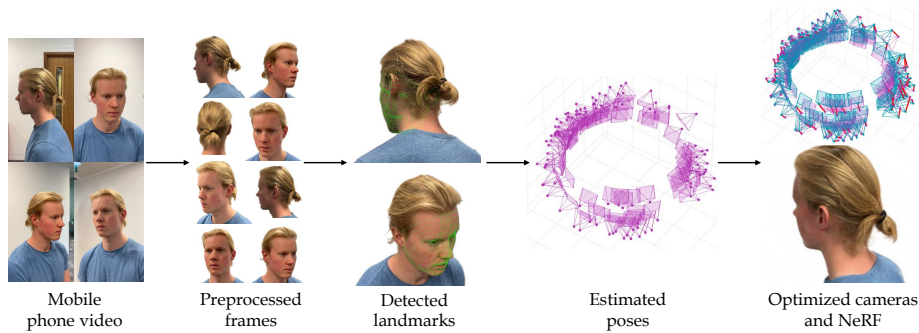 Mobile
phone video
Preprocessed
frames
Detected
landmarks
Estimated
poses
Optimized cameras
and NeRF